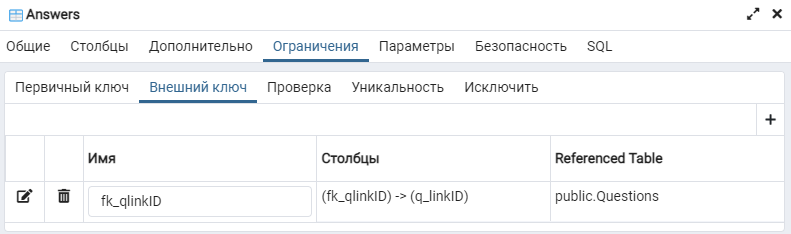 Answers
Общие Столбцы Дополнительно Ограничения Параметры Безопасность SQL
Первичный ключ Внешний ключ Проверка Уникальность Исключить
Имя Столбцы Referenced Table
fk_qlinkID (fk_qlinkID) -> (q_linkID) public.Questions